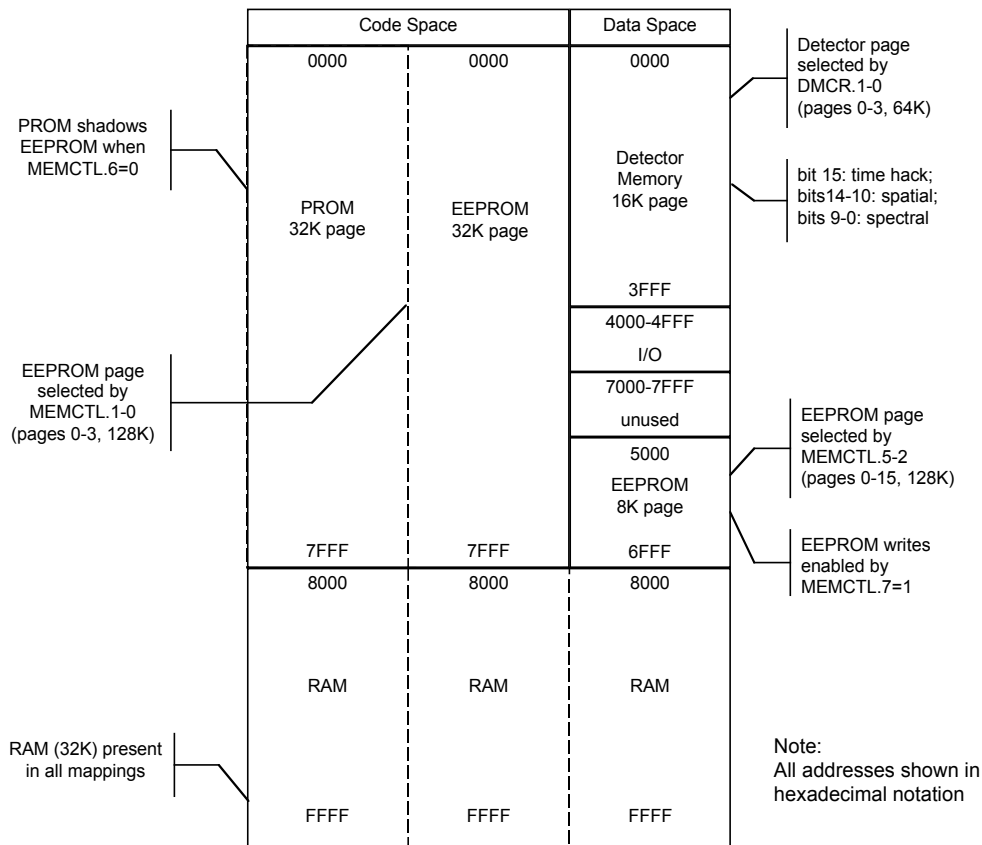 Code Space
Data Space
0000
0000
0000
PROM
32K page
EEPROM
32K page
Detector
Memory
16K page
3FFF
4000-4FFF
I/O
7000-7FFF
unused
5000
EEPROM
8K page
7FFF
7FFF
6FFF
8000
8000
8000
RAM
RAM
RAM
FFFF
FFFF
FFFF
PROM shadows
EEPROM when
MEMCTL.6=0
EEPROM page
selected by
MEMCTL.1-0
(pages 0-3, 128K)
RAM (32K) present
in all mappings
Detector page
selected by
DMCR.1-0
(pages 0-3, 64K)
bit 15: time hack;
bits14-10: spatial;
bits 9-0: spectral
EEPROM page
selected by
MEMCTL.5-2
(pages 0-15, 128K)
EEPROM writes
enabled by
MEMCTL.7=1
Note:
All addresses shown in
hexadecimal notation